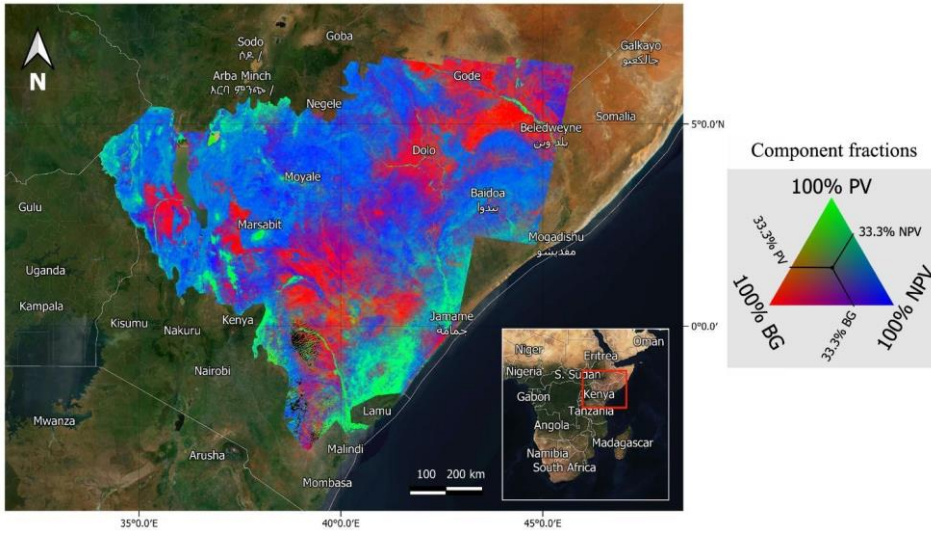 Sodo
ሶዶ /
Goba
Galkayo
جالكعيو
N
Arba Minch
አርባ ምንጭ /
Negele
Gode
Somalia
5°0.0'N
Beledweyne
بلد وين
Dolo
Moyale
Baidoa
بيدوا
Gulu
Marsabit
Mogadishu
مقديشو
Uganda
Kampala
Kisumu
Nakuru
Kenya
Jamame
جمامة
0°0.0'N
Nairobi
Lamu
Mwanza
Arusha
Malindi
Mombasa
100 200 km
Niger
Eritrea
Oman
Nigeria
S. Sudan
Gabon
Kenya
Tanzania
Angola
Madagascar
Namibia
South Africa
35°0.0'E
40°0.0'E
45°0.0'E
Component fractions
100% PV
33.3% PV
33.3% NPV
100% BG
33.3% BG
100% NPV